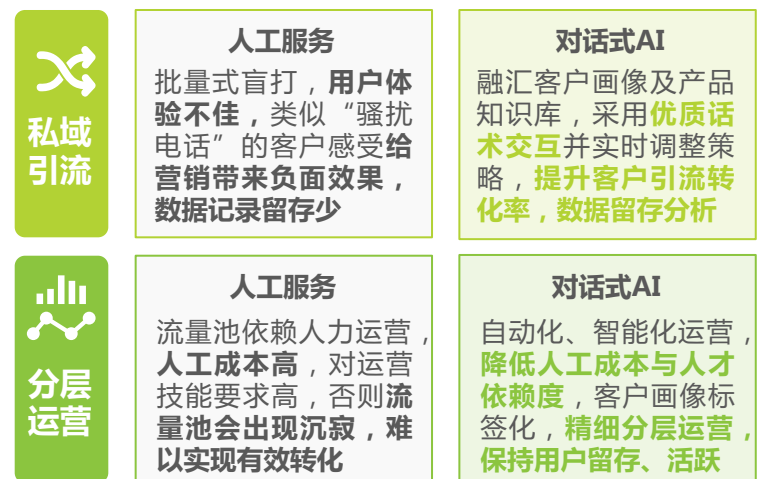 私域
引流
人工服务
批量式盲打，用户体
验不佳，类似“骚扰
电话”的客户感受给
营销带来负面效果，
数据记录留存少
对话式AI
融汇客户画像及产品
知识库，采用优质话
术交互并实时调整策
略，提升客户引流转
化率，数据留存分析
分层
运营
人工服务
流量池依赖人力运营，
人工成本高，对运营
技能要求高，否则流
量池会出现沉寂，难
以实现有效转化
对话式AI
自动化、智能化运营，
降低人工成本与人才
依赖度，客户画像标
签化，精细分层运营，
保持用户留存、活跃